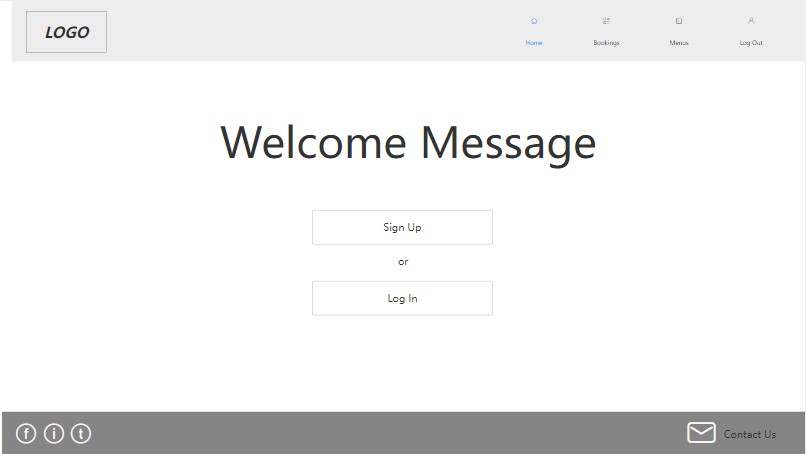 LOGO
Home Bookings Menus Log Out
Welcome Message
Sign Up
or
Log In
f i t Contact Us